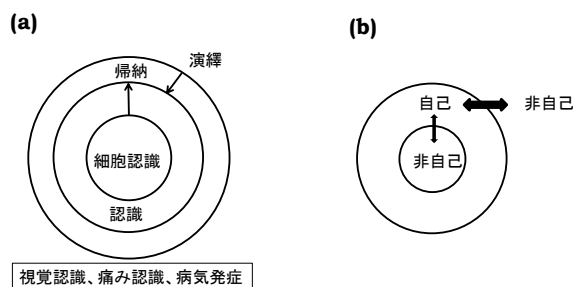 (a)
帰納
演繹
細胞認識
認識
視覚認識、痛み認識、病気発症
(b)
自己
非自己
非自己